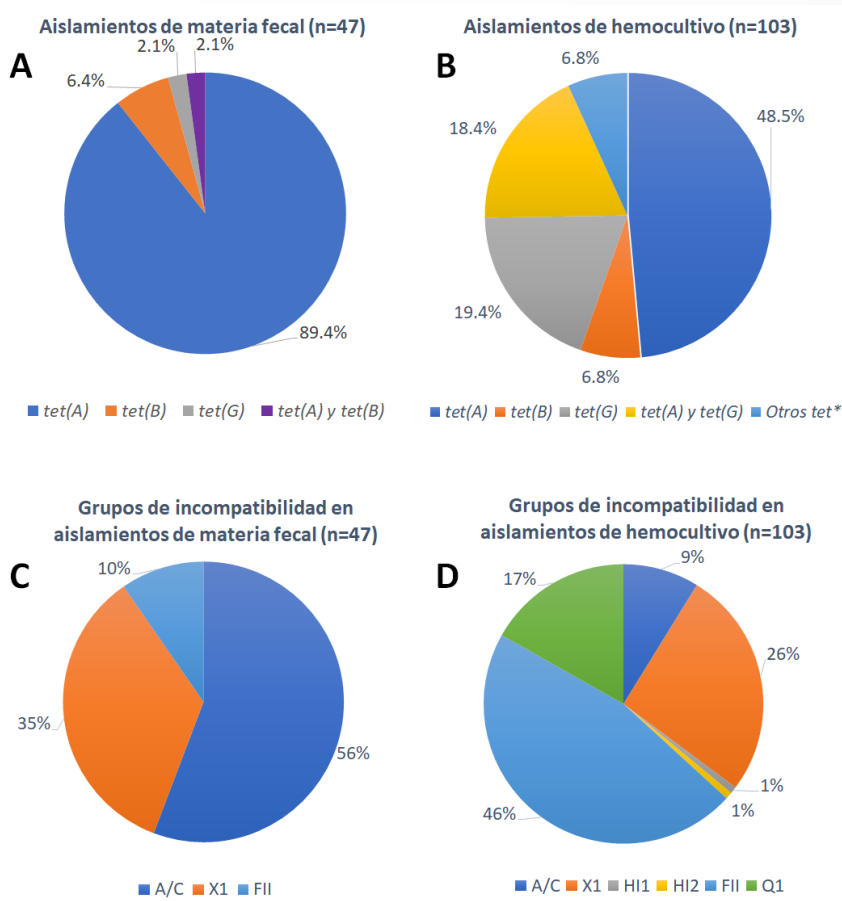 Aislamientos de materia fecal (n=47)
A
2.1%
2.1%
6.4%
89.4%
tet(A) tet(B) tet(G) tet(A) y tet(B)
Aislamientos de hemocultivo (n=103)
B
6.8%
48.5%
18.4%
19.4%
6.8%
tet(A) tet(B) tet(G) tet(A) y tet(G) Otros tet*
Grupos de incompatibilidad en
aislamientos de materia fecal (n=47)
C
10%
35%
56%
A/C X1 FII
Grupos de incompatibilidad en
aislamientos de hemocultivo (n=103)
D
9%
17%
26%
1%
1%
46%
A/C X1 HI1 HI2 FII Q1